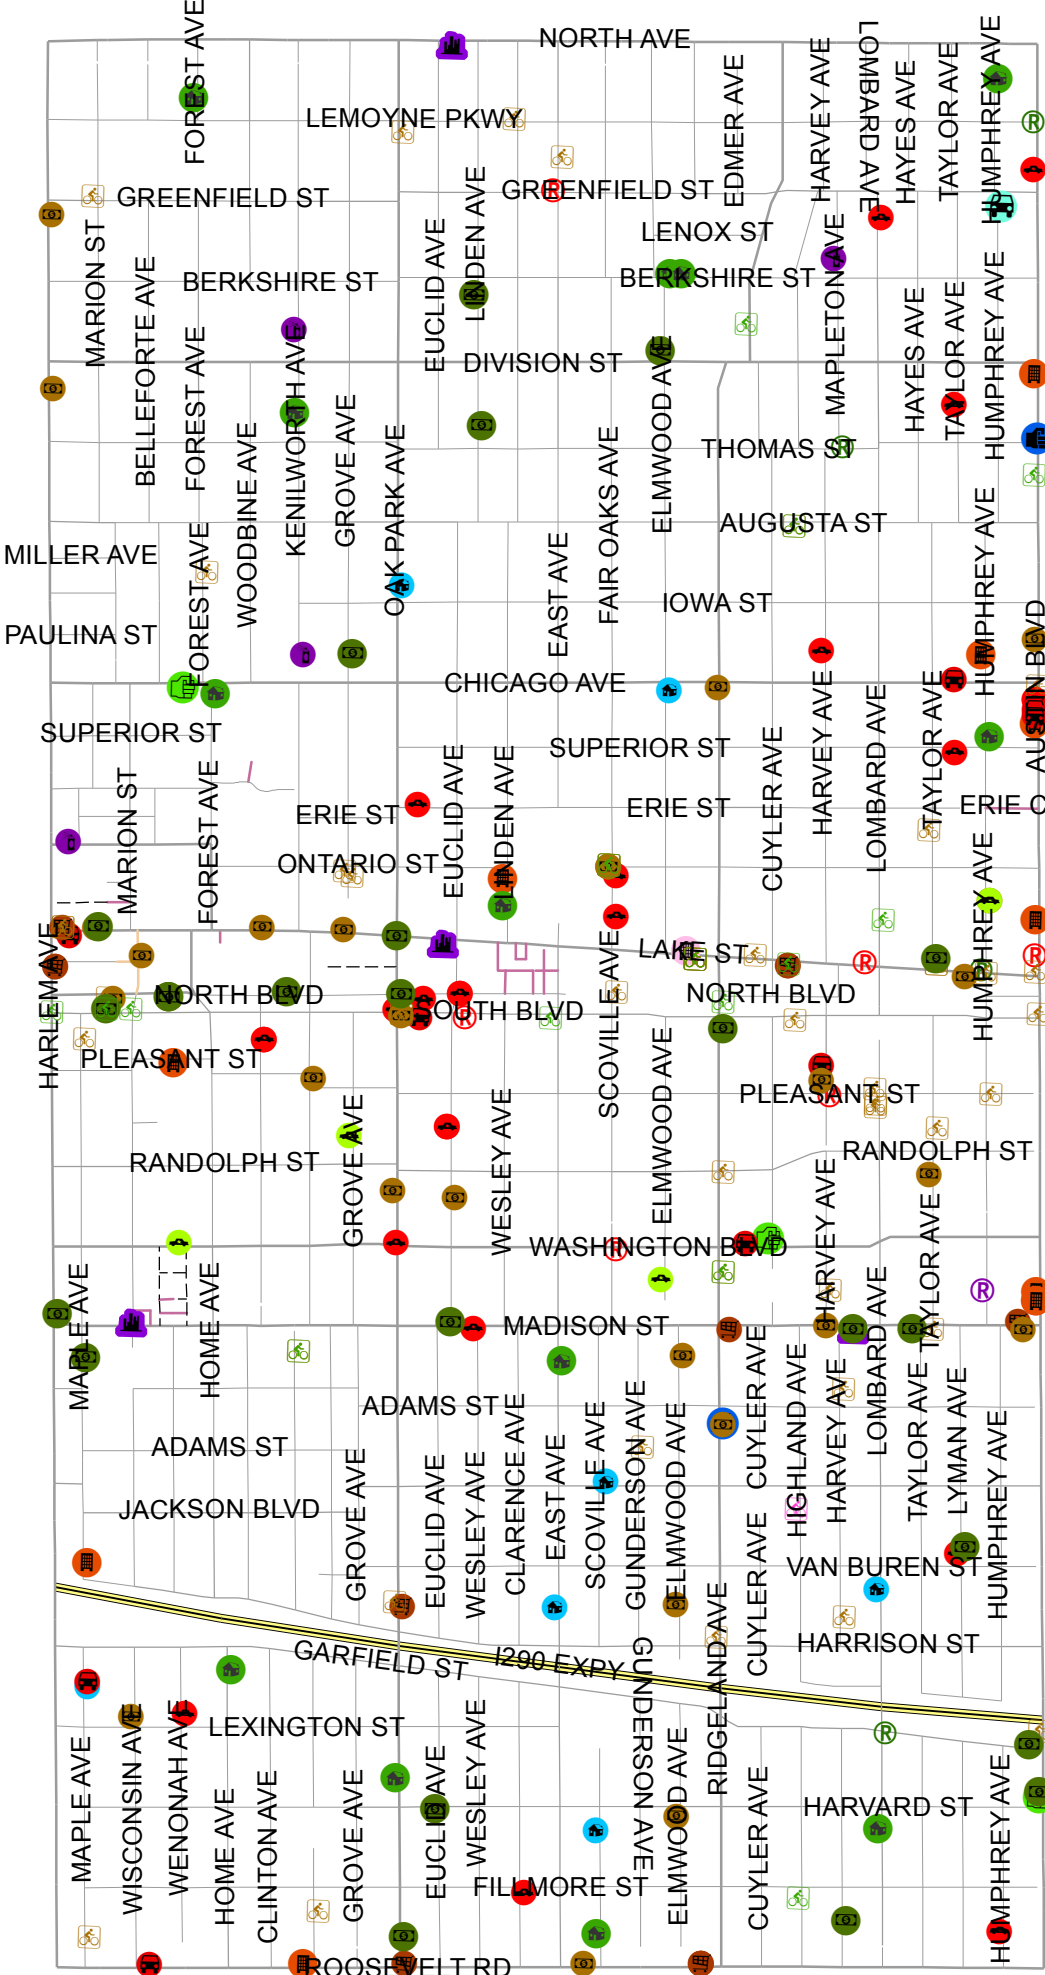 NORTH AVE
FOREST AVE
LOMBARD AVE
HUMPHREY AVE
HARVEY AVE
TAYLOR AVE
EDMER AVE
HAYES AVE
LEMOYNE PKWY
GREENFIELD ST
GREENFIELD ST
LINDEN AVE
LENOX ST
MARION ST
EUCLID AVE
MAPLETON AVE
BERKSHIRE ST
BERKSHIRE ST
BELLEFORTE AVE
HUMPHREY AVE
FOREST AVE
KENILWORTH AVE
DIVISION ST
ELMWOOD AVE
HAYES AVE
TAYLOR AVE
GROVE AVE
WOODBINE AVE
OAK PARK AVE
FAIR OAKS AVE
THOMAS ST
HUMPHREY AVE
AUGUSTA ST
MILLER AVE
FOREST AVE
EAST AVE
IOWA ST
PAULINA ST
AUSTIN BLVD
CHICAGO AVE
HARVEY AVE
LOMBARD AVE
TAYLOR AVE
SUPERIOR ST
SUPERIOR ST
CUYLER AVE
MARION ST
FOREST AVE
EUCLID AVE
LINDEN AVE
ERIE ST
ERIE ST
ERIE C
ONTARIO ST
HUMPHREY AVE
HARLEM AVE
SCOVILLE AVE
LAKE ST
NORTH BLVD
NORTH BLVD
SOUTH BLVD
PLEASANT ST
PLEASANT ST
ELMWOOD AVE
WESLEY AVE
GROVE AVE
RANDOLPH ST
RANDOLPH ST
HARVEY AVE
TAYLOR AVE
WASHINGTON BLVD
MAPLE AVE
HOME AVE
MADISON ST
LOMBARD AVE
CUYLER AVE
HIGHLAND AVE
HARVEY AVE
TAYLOR AVE
LYMAN AVE
HUMPHREY AVE
ADAMS ST
ADAMS ST
CLARENCE AVE
EAST AVE
SCOVILLE AVE
GUNDERSON AVE
ELMWOOD AVE
JACKSON BLVD
GROVE AVE
EUCLID AVE
WESLEY AVE
CUYLER AVE
VAN BUREN ST
RIDGELAND AVE
HARRISON ST
GARFIELD ST
I290 EXPY
GUNDERSON AVE
LEXINGTON ST
MAPLE AVE
WISCONSIN AVE
WENONAH AVE
HOME AVE
CLINTON AVE
GROVE AVE
EUCLID AVE
WESLEY AVE
ELMWOOD AVE
CUYLER AVE
HARVARD ST
HUMPHREY AVE
FILLMORE ST
ROOSEVELT RD